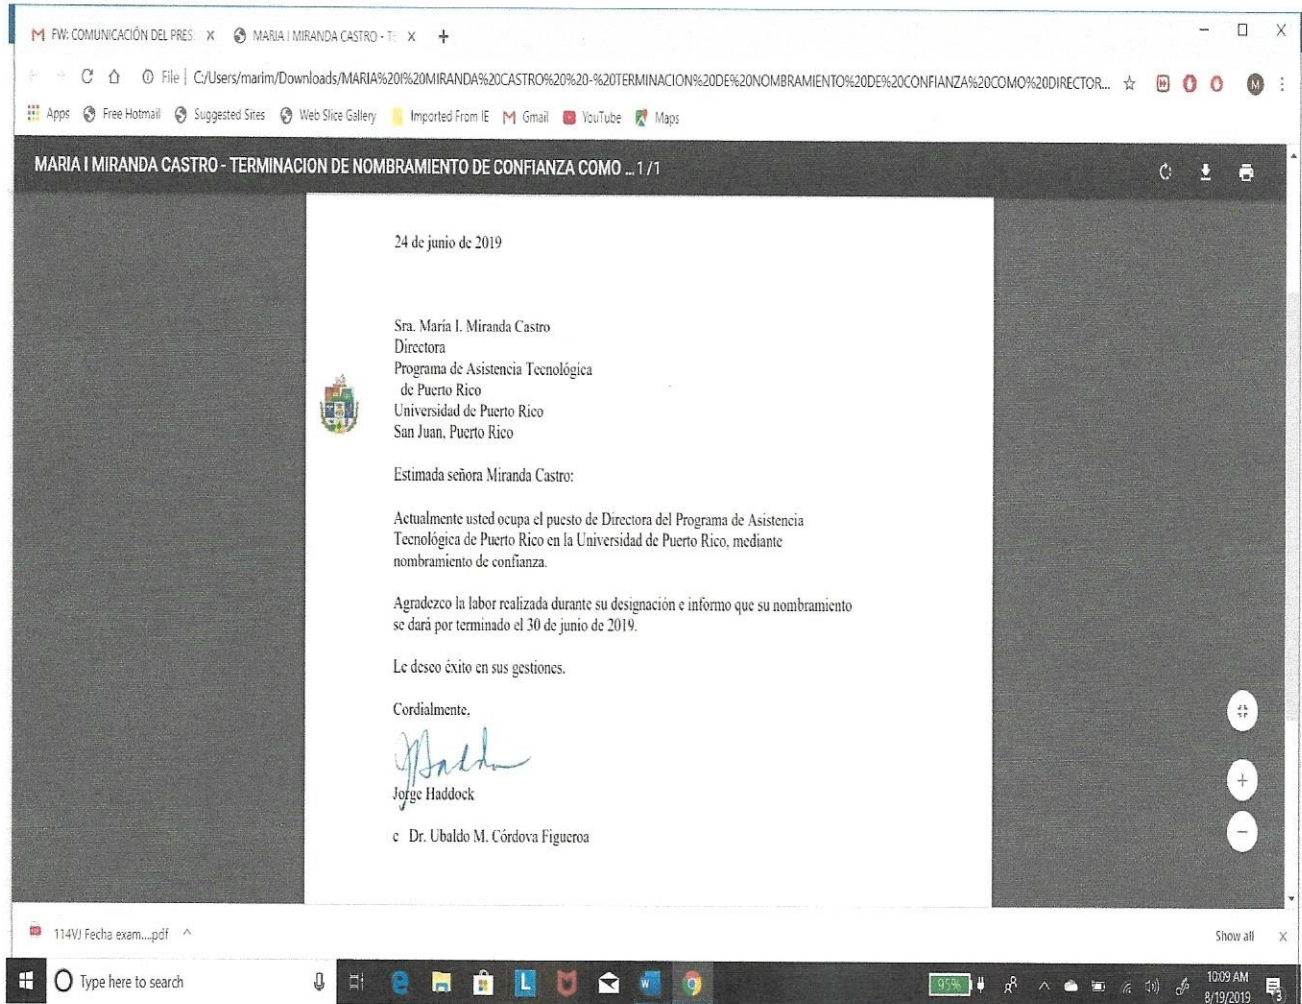 FW: COMUNICACIÓN DEL PRES X MARIA I MIRANDA CASTRO - TE X +
File | C:/Users/marim/Downloads/MARIA%20I%20MIRANDA%20CASTRO%20%20-%20TERMINACION%20DE%20NOMBRAMIENTO%20DE%20CONFIANZA%20COMO%20DIRECTOR... M
Apps Free Hotmail Suggested Sites Web Slice Gallery Imported From IE Gmail YouTube Maps
MARIA I MIRANDA CASTRO - TERMINACION DE NOMBRAMIENTO DE CONFIANZA COMO ... 1 / 1
24 de junio de 2019
Sra. María I. Miranda Castro
Directora
Programa de Asistencia Tecnológica
de Puerto Rico
Universidad de Puerto Rico
San Juan, Puerto Rico
Estimada señora Miranda Castro:
Actualmente usted ocupa el puesto de Directora del Programa de Asistencia
Tecnológica de Puerto Rico en la Universidad de Puerto Rico, mediante
nombramiento de confianza.
Agradezco la labor realizada durante su designación e informo que su nombramiento
se dará por terminado el 30 de junio de 2019.
Le deseo éxito en sus gestiones.
Cordialmente,
Jorge Haddock
c Dr. Ubaldo M. Córdova Figueroa
114VJ Fecha exam....pdf Show all X
Type here to search 95% 10:09 AM
8/19/2019